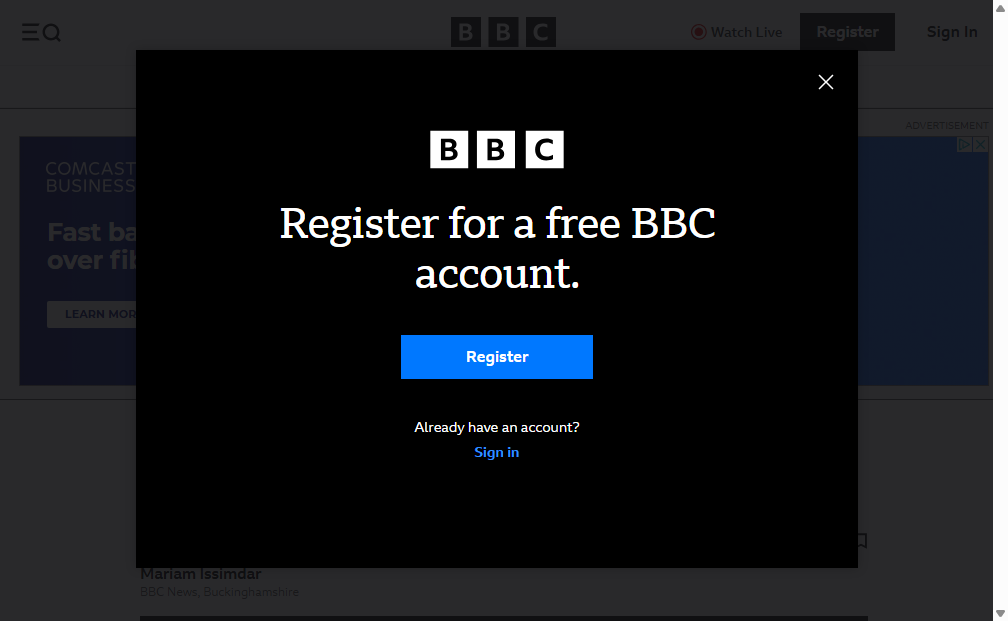 BBC
Watch Live
Register
Sign In
ADVERTISEMENT
COMCAST
BUSINESS
Fast ba
over fib
LEARN MOR
BBC
Register for a free BBC
account.
Register
Already have an account?
Sign in
Mariam Issimdar
BBC News, Buckinghamshire